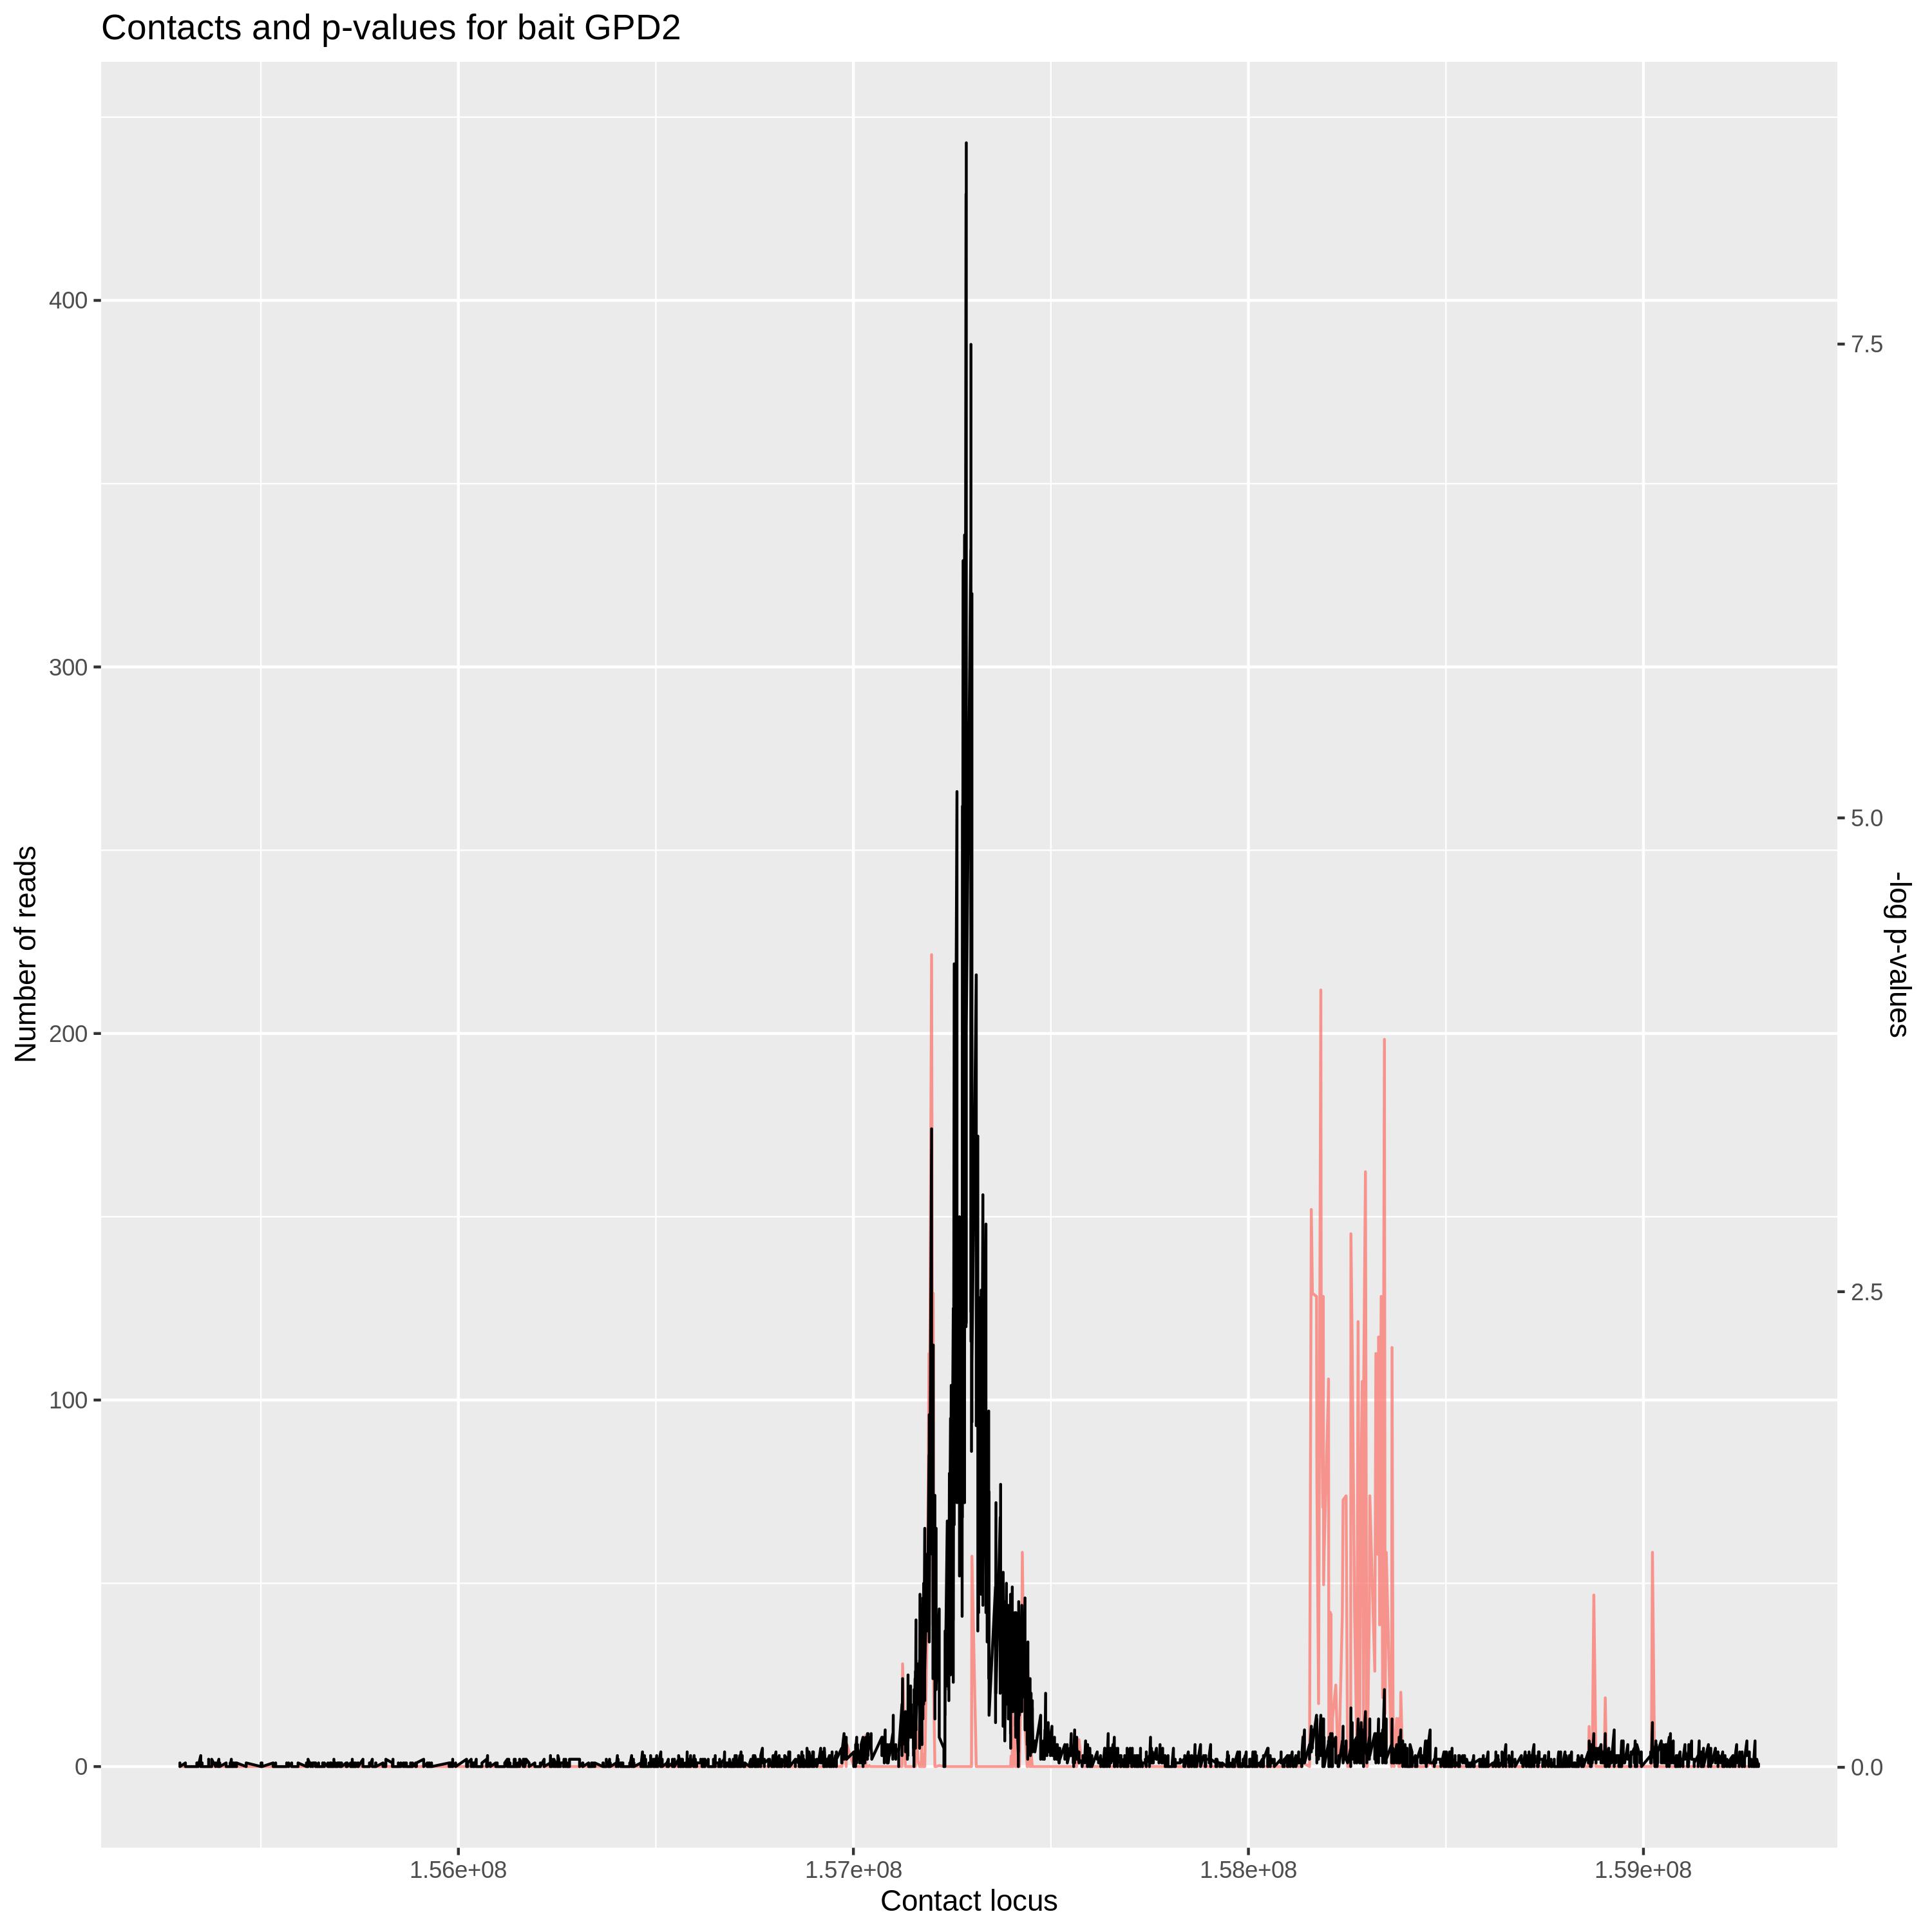 Contacts and p-values for bait GPD2
400
300
200
100
0
7.5
5.0
2.5
0.0
Number of reads
-log p-values
1.56e+08 1.57e+08 1.58e+08 1.59e+08
Contact locus